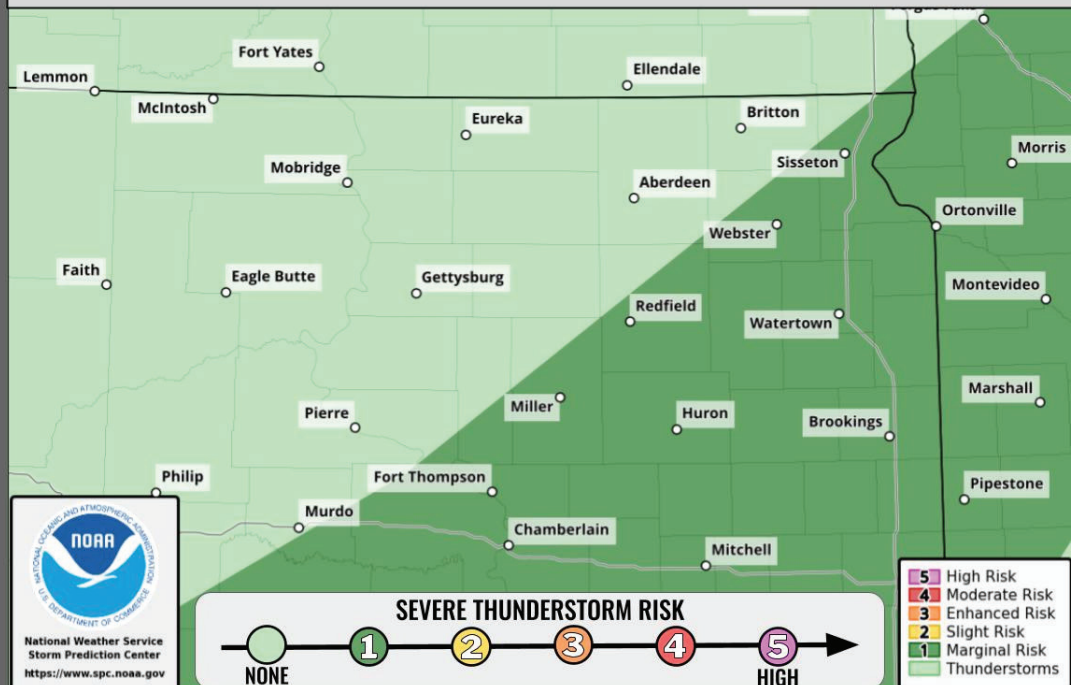 Fergus Falls
Fort Yates
Lemmon
McIntosh
Ellendale
Eureka
Britton
Mobridge
Sisseton
Morris
Aberdeen
Webster
Ortonville
Faith
Eagle Butte
Gettysburg
Redfield
Watertown
Montevideo
Pierre
Miller
Huron
Brookings
Marshall
Philip
Fort Thompson
Pipestone
Murdo
Chamberlain
Mitchell
NATIONAL OCEANIC AND ATMOSPHERIC ADMINISTRATION
NOAA
U.S. DEPARTMENT OF COMMERCE
National Weather Service
Storm Prediction Center
https://www.spc.noaa.gov
SEVERE THUNDERSTORM RISK
1 2 3 4 5
NONE HIGH
5 High Risk
4 Moderate Risk
3 Enhanced Risk
2 Slight Risk
1 Marginal Risk
Thunderstorms